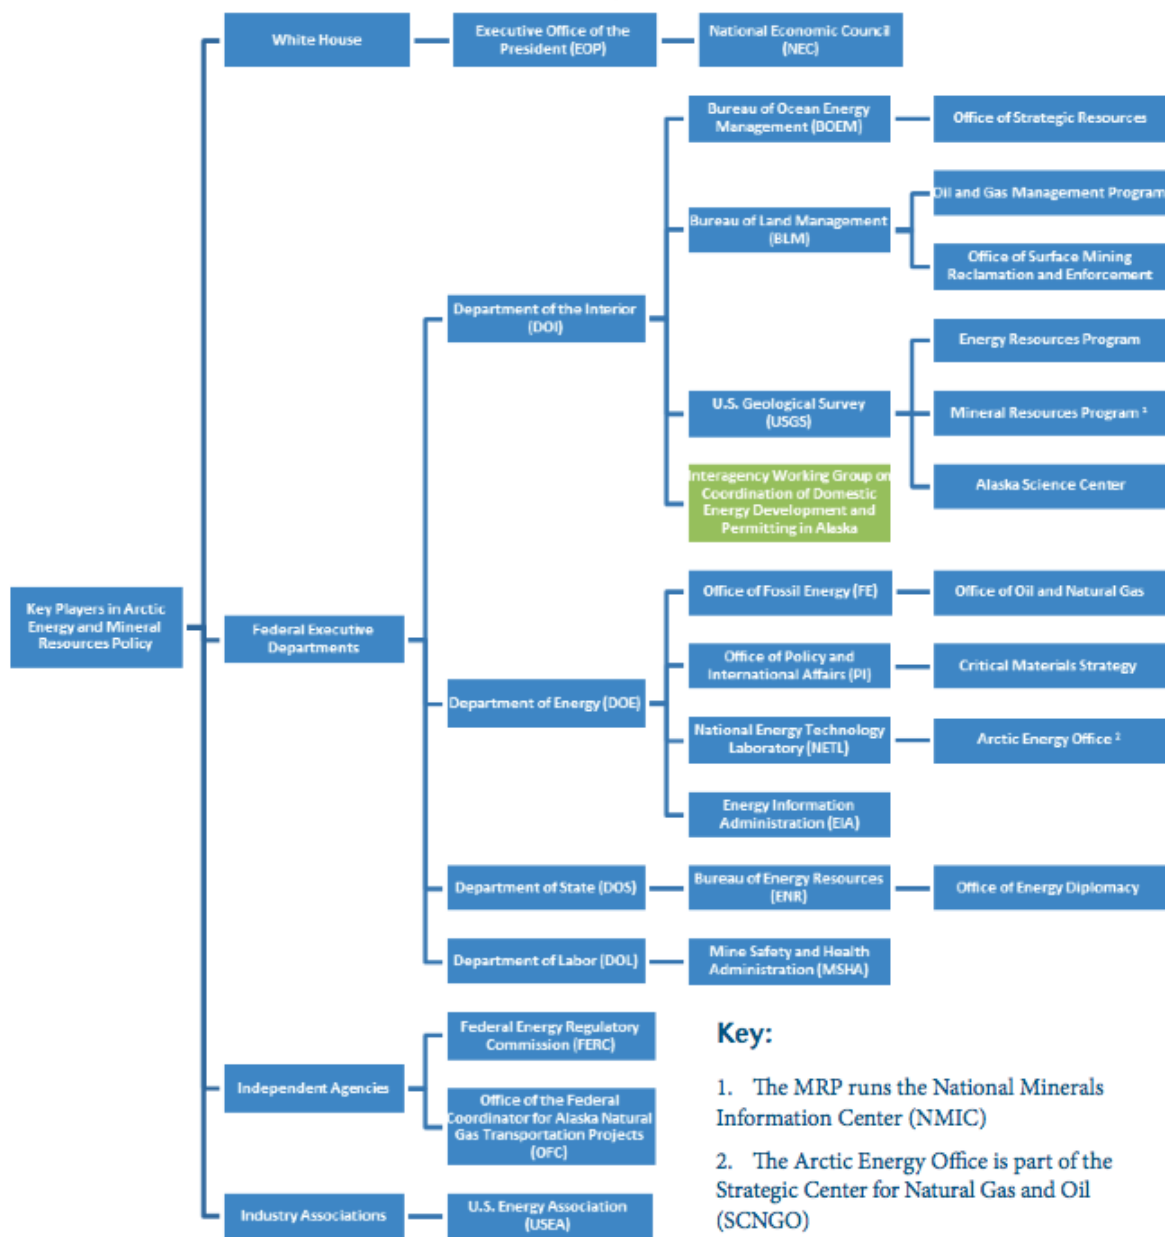 White House
Executive Office of the
President (EOP)
National Economic Council
(NEC)
Bureau of Ocean Energy
Management (BOEM)
Office of Strategic Resources
Oil and Gas Management Program
Bureau of Land Management
(BLM)
Office of Surface Mining
Reclamation and Enforcement
Department of the Interior
(DOI)
Energy Resources Program
U.S. Geological Survey
(USGS)
Mineral Resources Program ¹
Interagency Working Group on
Coordination of Domestic
Energy Development and
Permitting in Alaska
Alaska Science Center
Key Players in Arctic
Energy and Mineral
Resources Policy
Federal Executive
Departments
Office of Fossil Energy (FE)
Office of Oil and Natural Gas
Office of Policy and
International Affairs (PI)
Critical Materials Strategy
Department of Energy (DOE)
National Energy Technology
Laboratory (NETL)
Arctic Energy Office ²
Energy Information
Administration (EIA)
Department of State (DOS)
Bureau of Energy Resources
(ENR)
Office of Energy Diplomacy
Department of Labor (DOL)
Mine Safety and Health
Administration (MSHA)
Federal Energy Regulatory
Commission (FERC)
Independent Agencies
Office of the Federal
Coordinator for Alaska Natural
Gas Transportation Projects
(OFC)
Industry Associations
U.S. Energy Association
(USEA)
Key:
1. The MRP runs the National Minerals
Information Center (NMIC)
2. The Arctic Energy Office is part of the
Strategic Center for Natural Gas and Oil
(SCNGO)